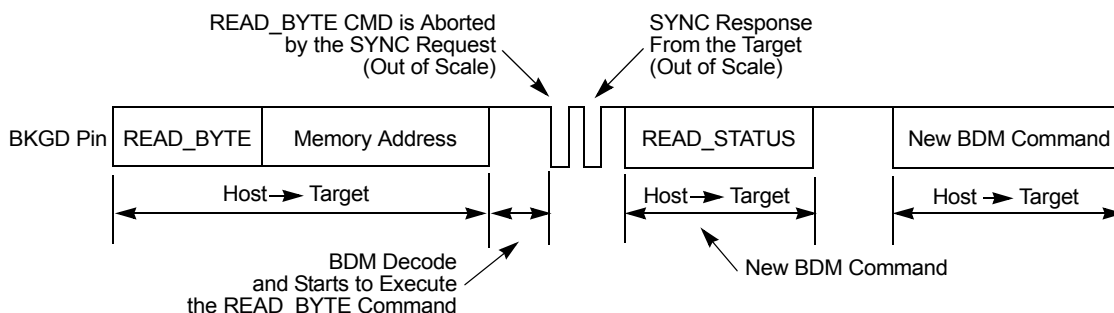 READ_BYTE CMD is Aborted
by the SYNC Request
(Out of Scale)
SYNC Response
From the Target
(Out of Scale)
BKGD Pin
READ_BYTE
Memory Address
READ_STATUS
New BDM Command
Host → Target
Host → Target
Host → Target
BDM Decode
and Starts to Execute
the READ_BYTE Command
New BDM Command